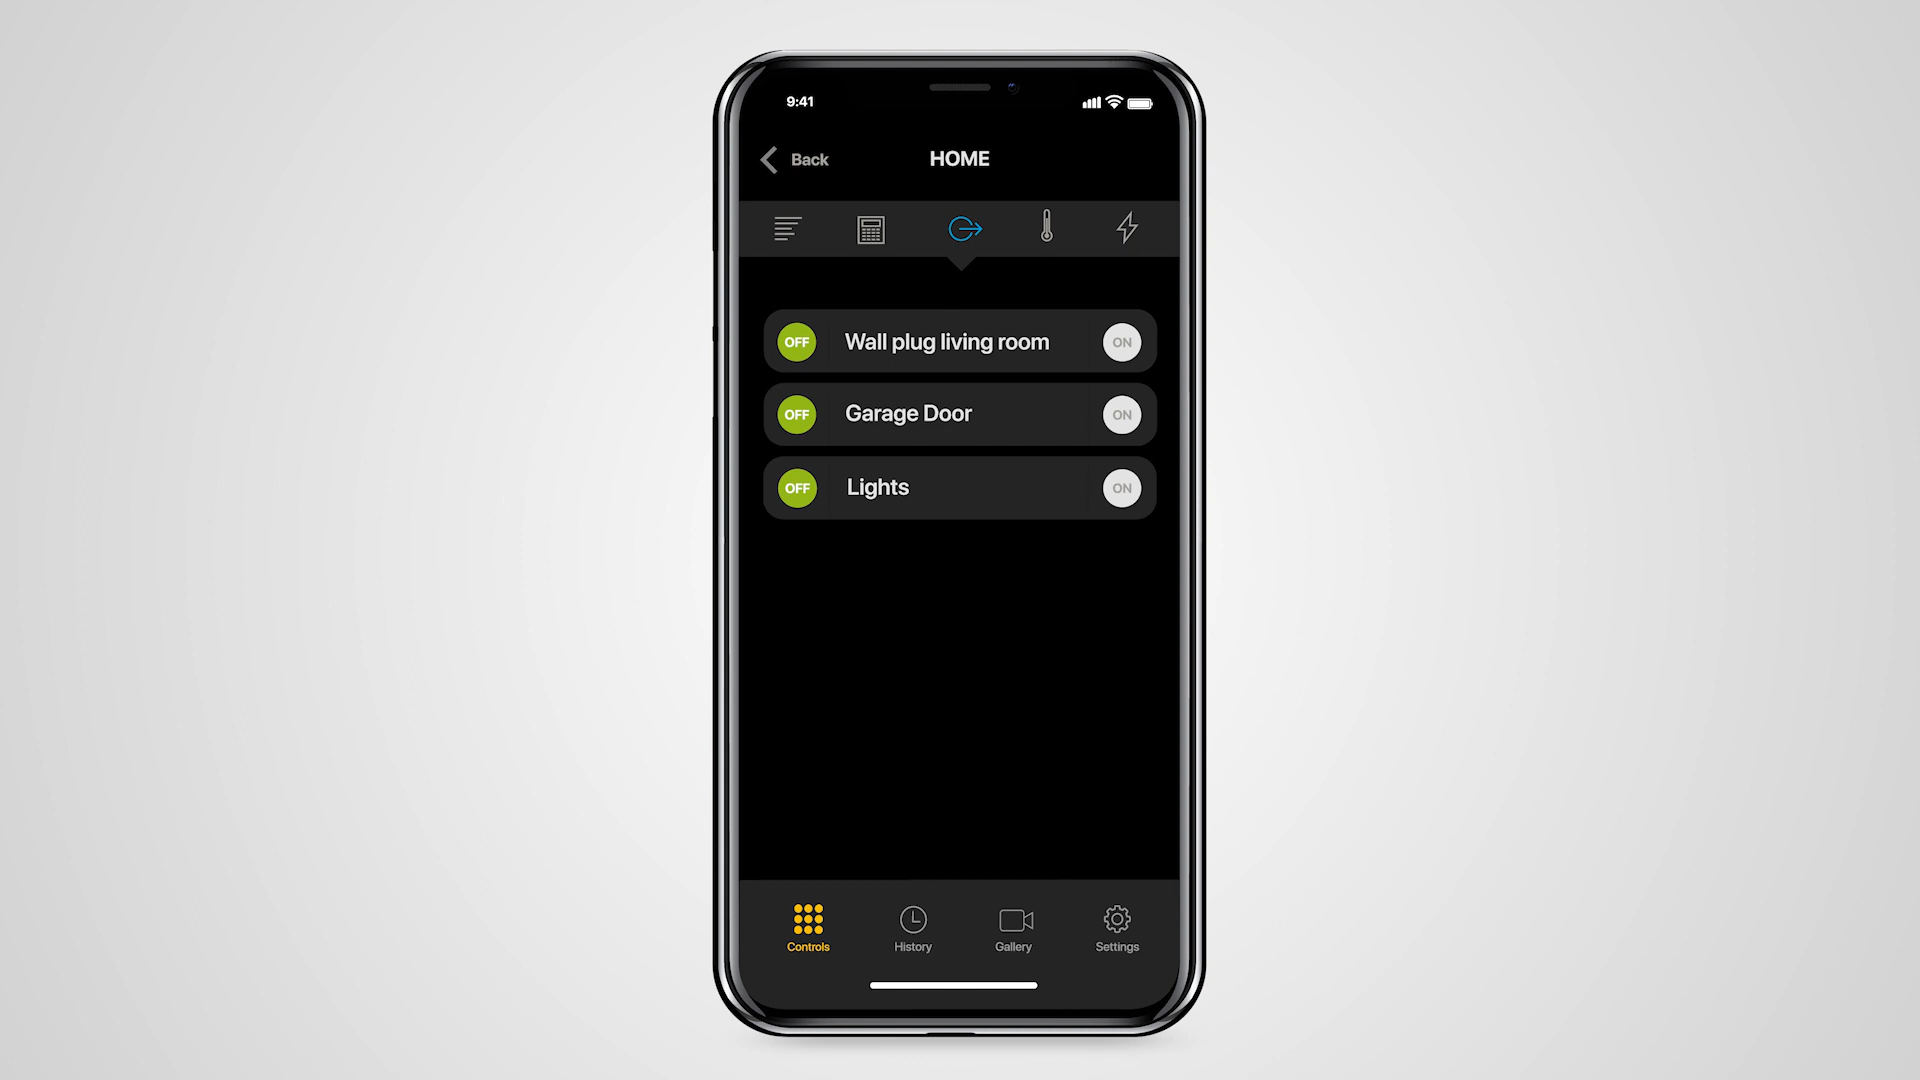 9:41
Back
HOME
OFF Wall plug living room ON
OFF Garage Door ON
OFF Lights ON
Controls History Gallery Settings